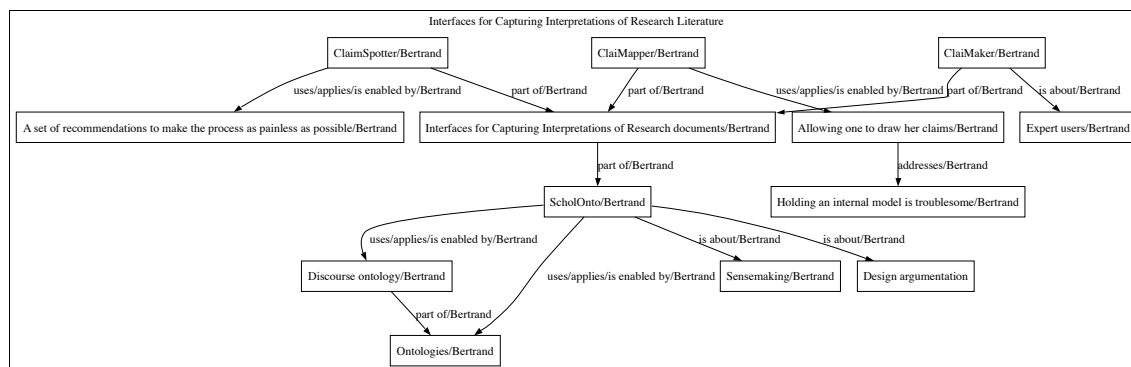 Interfaces for Capturing Interpretations of Research Literature
ClaimSpotter/Bertrand
ClaiMapper/Bertrand
ClaiMaker/Bertrand
uses/applies/is enabled by/Bertrand
part of/Bertrand
part of/Bertrand
uses/applies/is enabled by/Bertrand
part of/Bertrand
is about/Bertrand
A set of recommendations to make the process as painless as possible/Bertrand
Interfaces for Capturing Interpretations of Research documents/Bertrand
Allowing one to draw her claims/Bertrand
Expert users/Bertrand
part of/Bertrand
addresses/Bertrand
ScholOnto/Bertrand
Holding an internal model is troublesome/Bertrand
uses/applies/is enabled by/Bertrand
uses/applies/is enabled by/Bertrand
is about/Bertrand
is about/Bertrand
Discourse ontology/Bertrand
Sensemaking/Bertrand
Design argumentation
part of/Bertrand
Ontologies/Bertrand